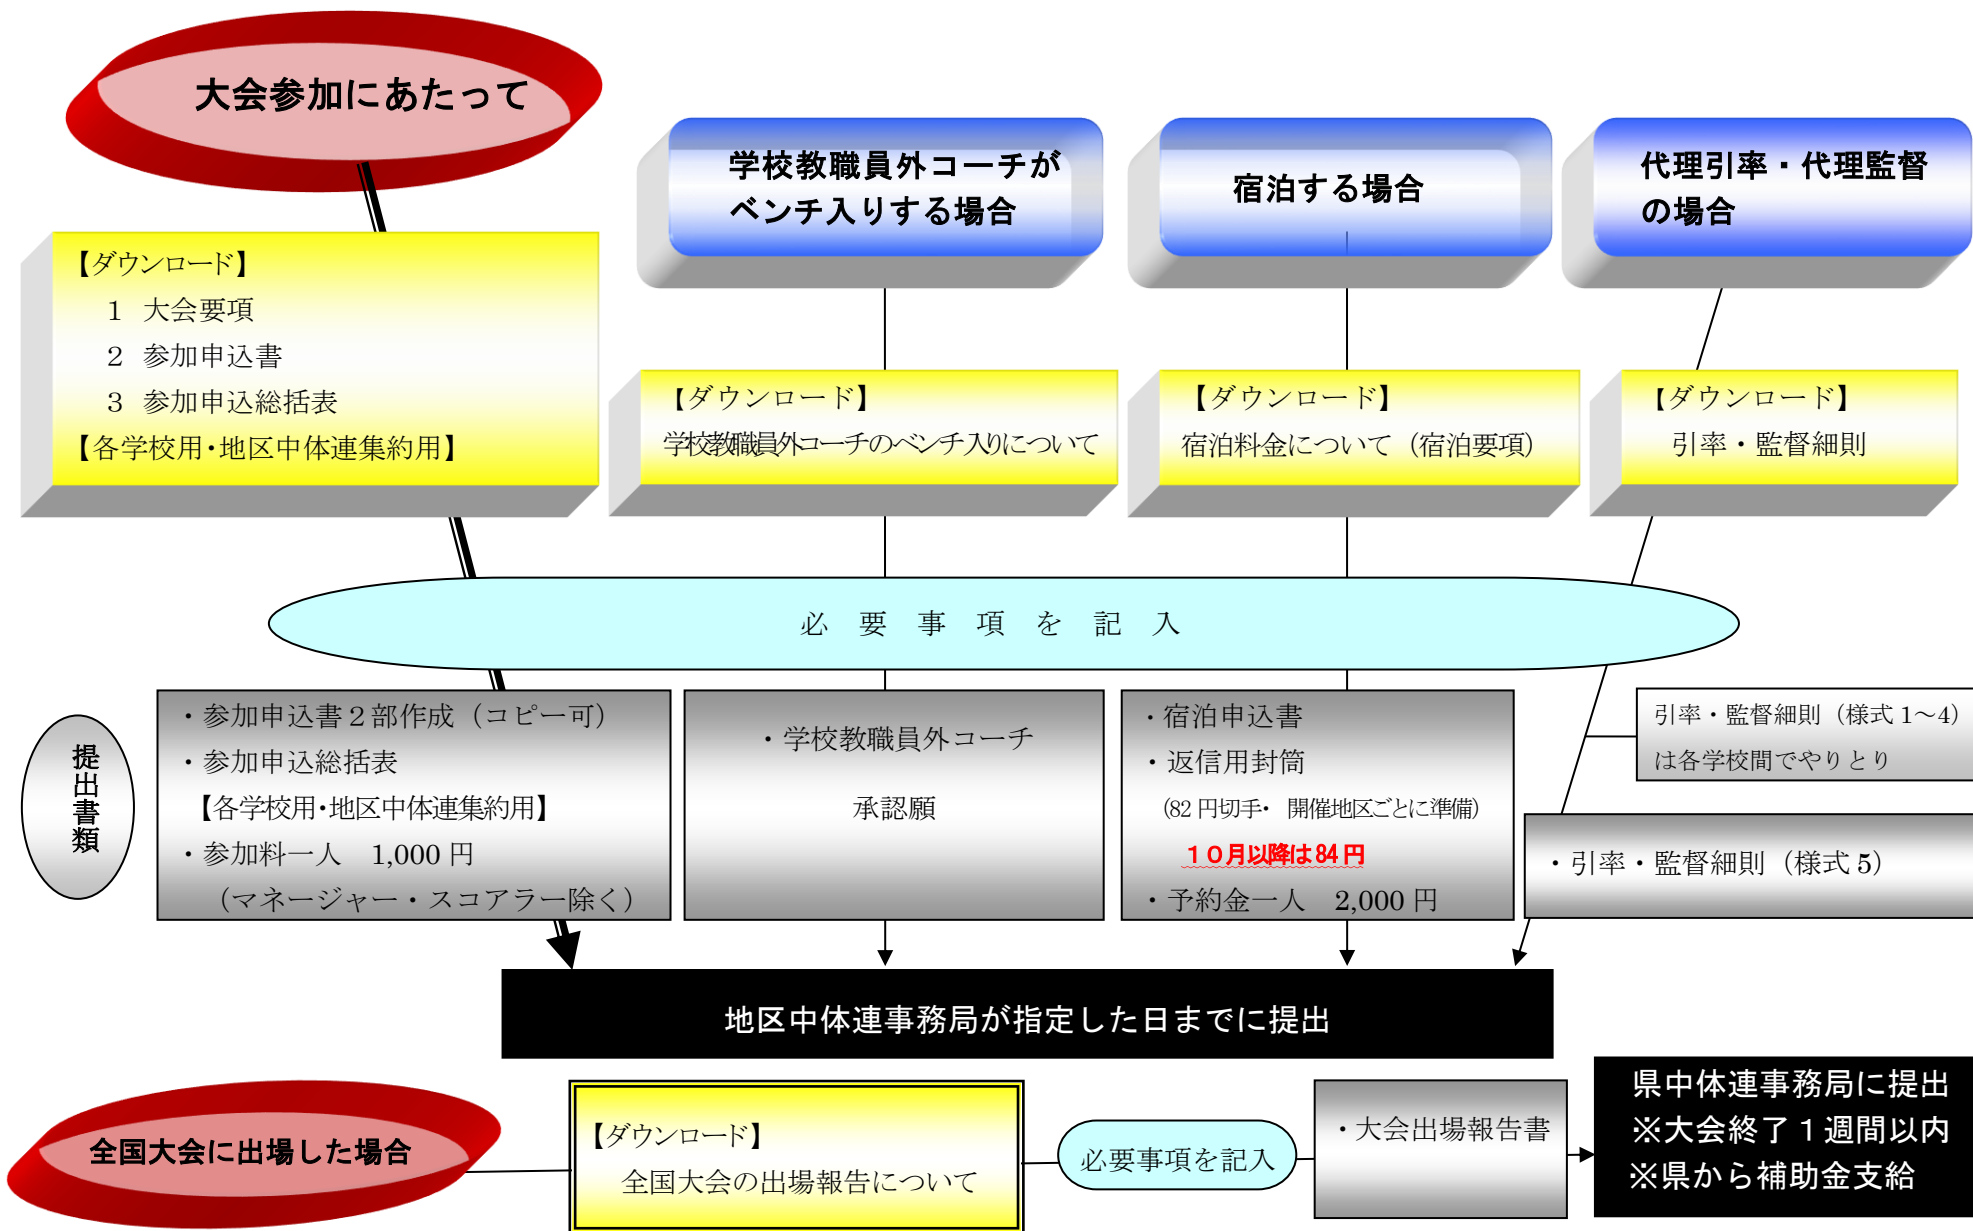 大会参加にあたって
学校教職員外コーチが
ベンチ入りする場合
宿泊する場合
代理引率・代理監督
の場合
【ダウンロード】
1 大会要項
2 参加申込書
3 参加申込総括表
【各学校用・地区中体連集約用】
【ダウンロード】
学校教職員外コーチのベンチ入りについて
【ダウンロード】
宿泊料金について（宿泊要項）
【ダウンロード】
引率・監督細則
必要事項を記入
提出書類
・参加申込書２部作成（コピー可）
・参加申込総括表
【各学校用・地区中体連集約用】
・参加料一人 1,000円
（マネージャー・スコアラー除く）
・学校教職員外コーチ
承認願
・宿泊申込書
・返信用封筒
（82円切手・ 開催地区ごとに準備）
１０月以降は84円
・予約金一人 2,000円
引率・監督細則（様式1～4）
は各学校間でやりとり
・引率・監督細則（様式5）
地区中体連事務局が指定した日までに提出
全国大会に出場した場合
【ダウンロード】
全国大会の出場報告について
必要事項を記入
・大会出場報告書
県中体連事務局に提出
※大会終了１週間以内
※県から補助金支給